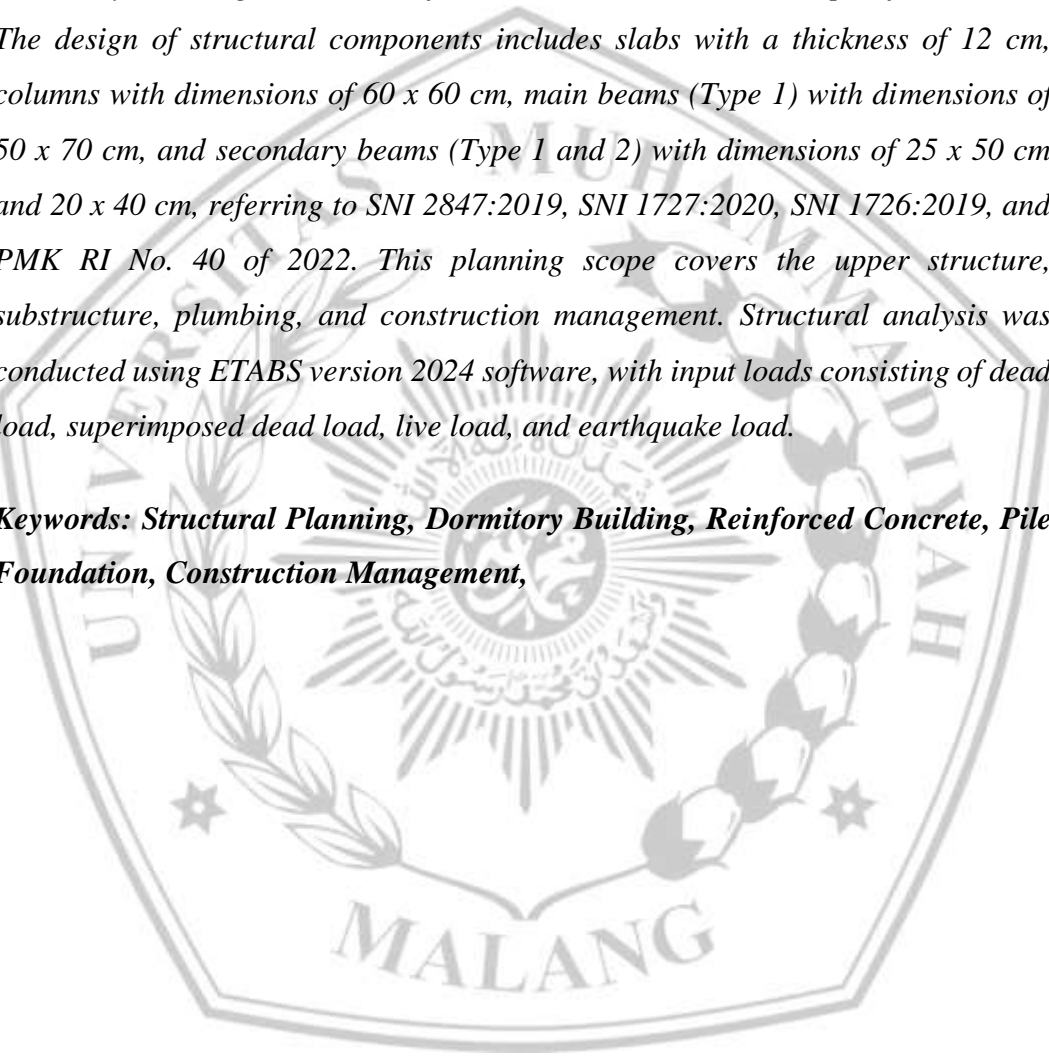 The design of structural components includes slabs with a thickness of 12 cm,
columns with dimensions of 60 x 60 cm, main beams (Type 1) with dimensions of
50 x 70 cm, and secondary beams (Type 1 and 2) with dimensions of 25 x 50 cm
and 20 x 40 cm, referring to SNI 2847:2019, SNI 1727:2020, SNI 1726:2019, and
PMK RI No. 40 of 2022. This planning scope covers the upper structure,
substructure, plumbing, and construction management. Structural analysis was
conducted using ETABS version 2024 software, with input loads consisting of dead
load, superimposed dead load, live load, and earthquake load.
Keywords: Structural Planning, Dormitory Building, Reinforced Concrete, Pile
Foundation, Construction Management,
UNIVERSITAS MUHAMMADIYAH
MALANG